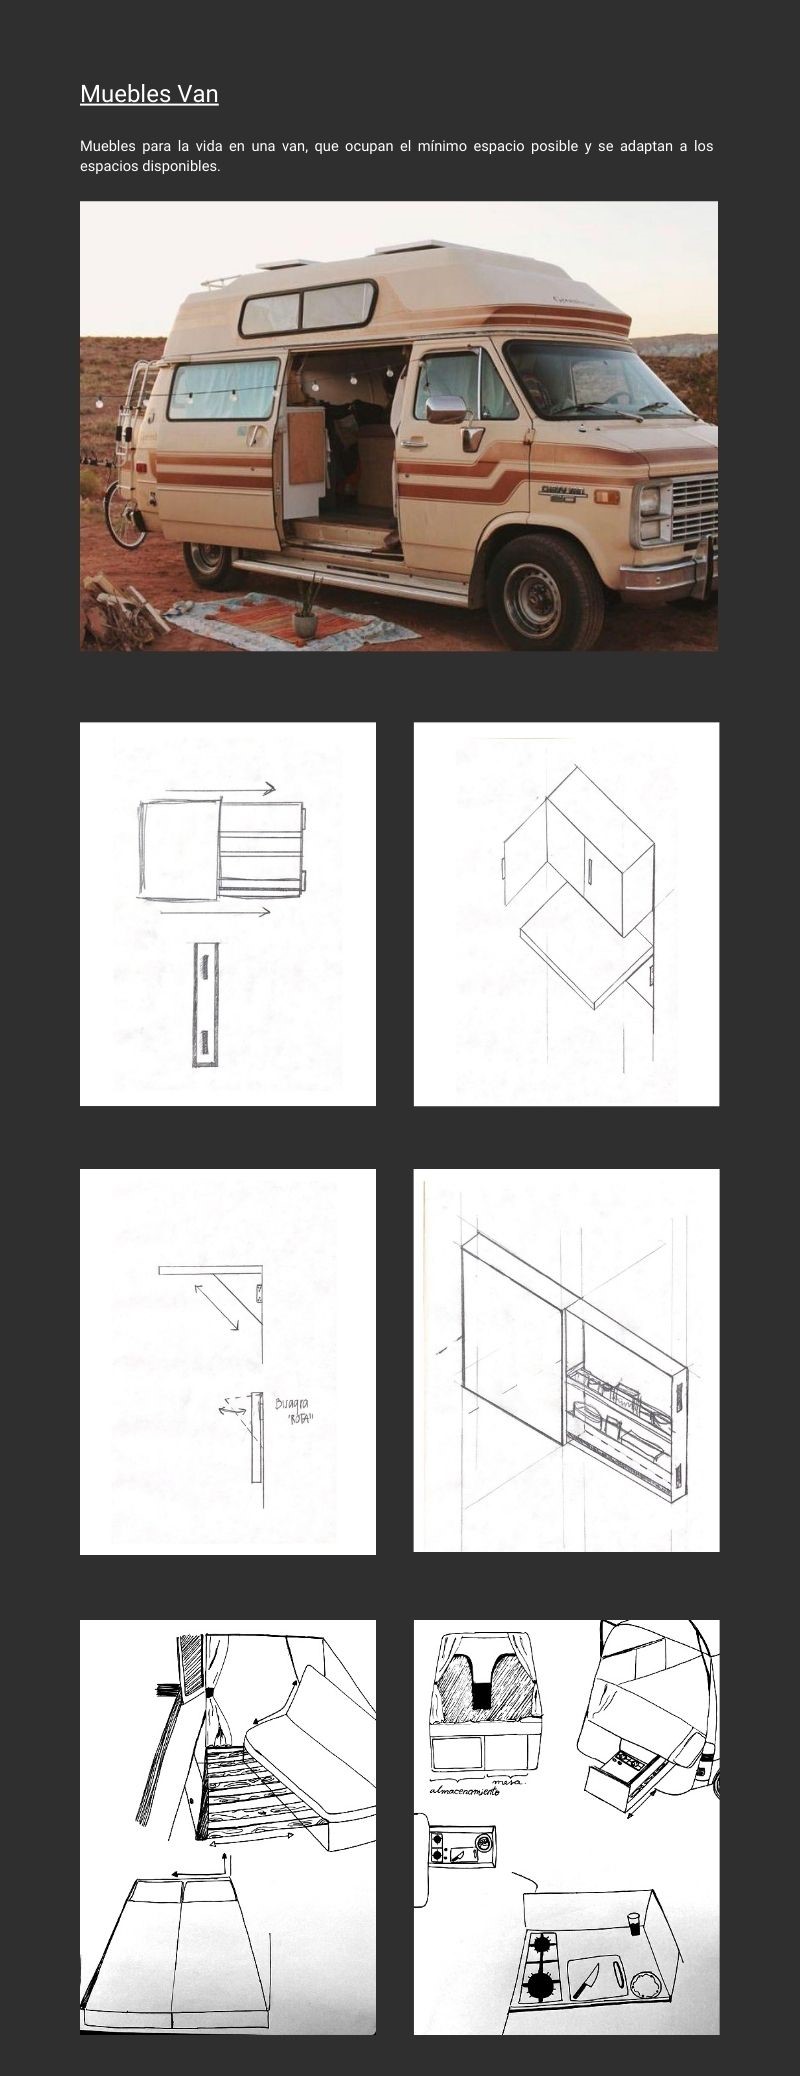 Muebles Van
Muebles para la vida en una van, que ocupan el mínimo espacio posible y se adaptan a los
espacios disponibles.
Bisagra
"ROTA"
mesa.
almacenamiento